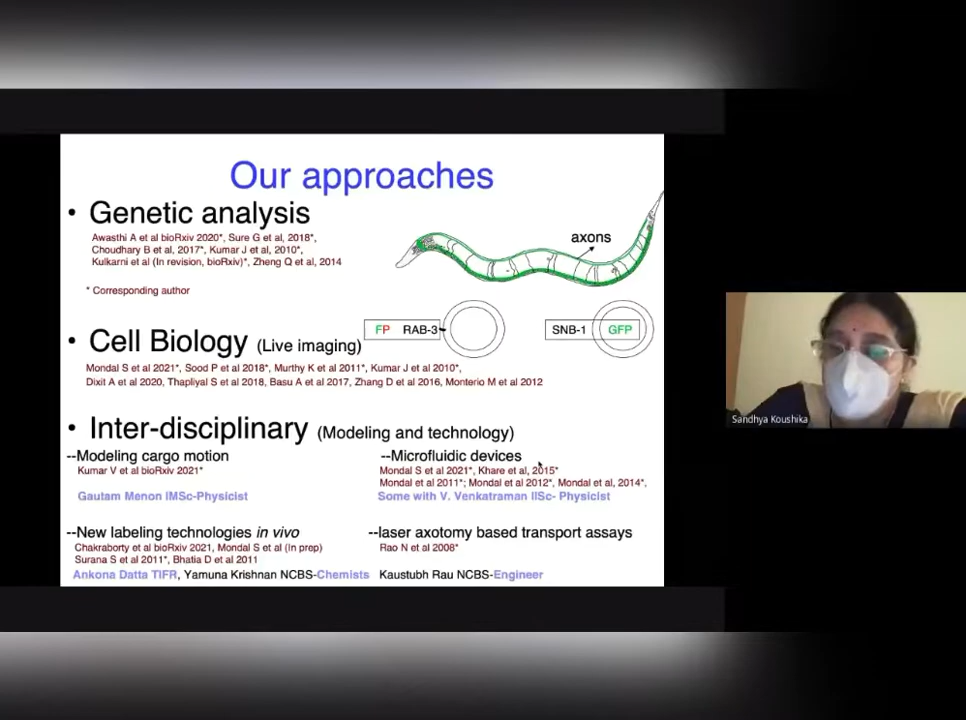 Our approaches
• Genetic analysis
Awasthi A et al bioRxiv 2020*, Sure G et al, 2018*,
Choudhary B et al, 2017*, Kumar J et al, 2010*,
Kulkarni et al (In revision, bioRxiv)*, Zheng Q et al, 2014
* Corresponding author
axons
FP RAB-3
SNB-1 GFP
• Cell Biology (Live imaging)
Mondal S et al 2021*, Sood P et al 2018*, Murthy K et al 2011*, Kumar J et al 2010*,
Dixit A et al 2020, Thapliyal S et al 2018, Basu A et al 2017, Zhang D et al 2016, Monterio M et al 2012
• Inter-disciplinary (Modeling and technology)
--Modeling cargo motion
Kumar V et al bioRxiv 2021*
Gautam Menon IMSc-Physicist
--Microfluidic devices
Mondal S et al 2021*, Khare et al, 2015*
Mondal et al 2011*; Mondal et al 2012*, Mondal et al, 2014*.
Some with V. Venkatraman IISc- Physicist
--New labeling technologies in vivo
Chakraborty et al bioRxiv 2021, Mondal S et al (In prep)
Surana S et al 2011*, Bhatia D et al 2011
Ankona Datta TIFR, Yamuna Krishnan NCBS-Chemists
--laser axotomy based transport assays
Rao N et al 2008*
Kaustubh Rau NCBS-Engineer
Sandhya Koushika